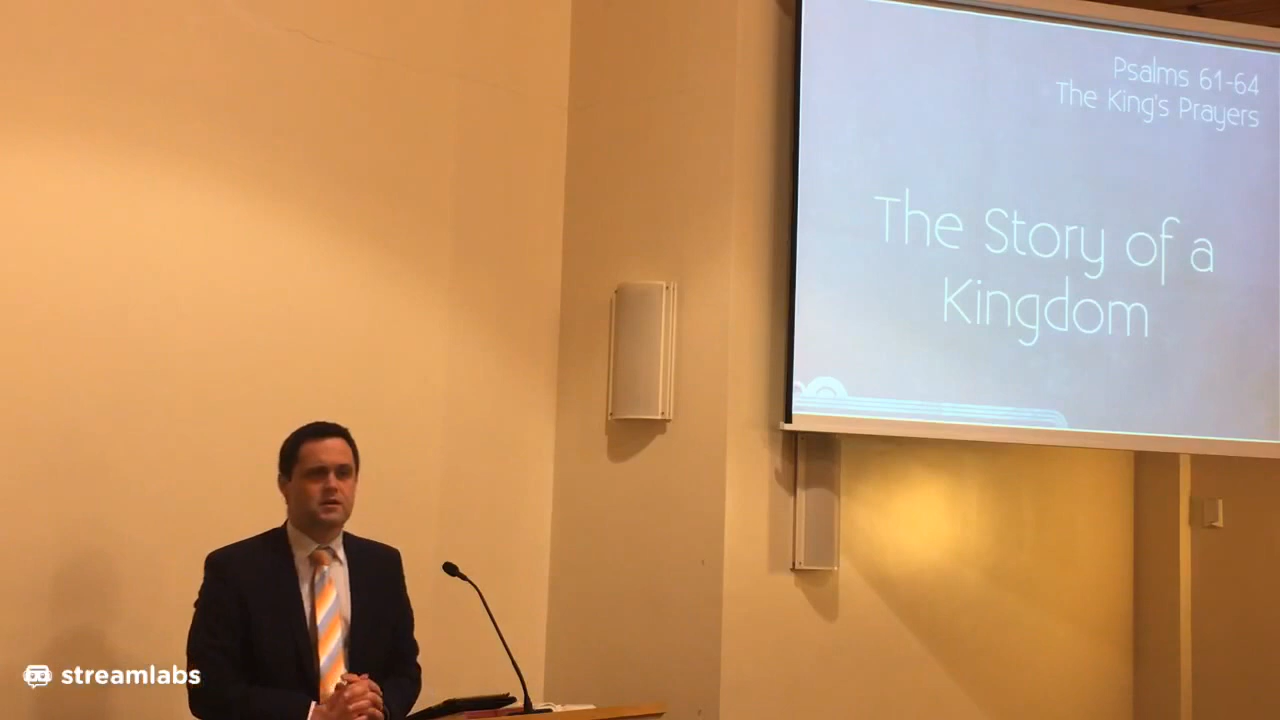 Psalms 61-64
The King's Prayers
The Story of a
Kingdom
streamlabs